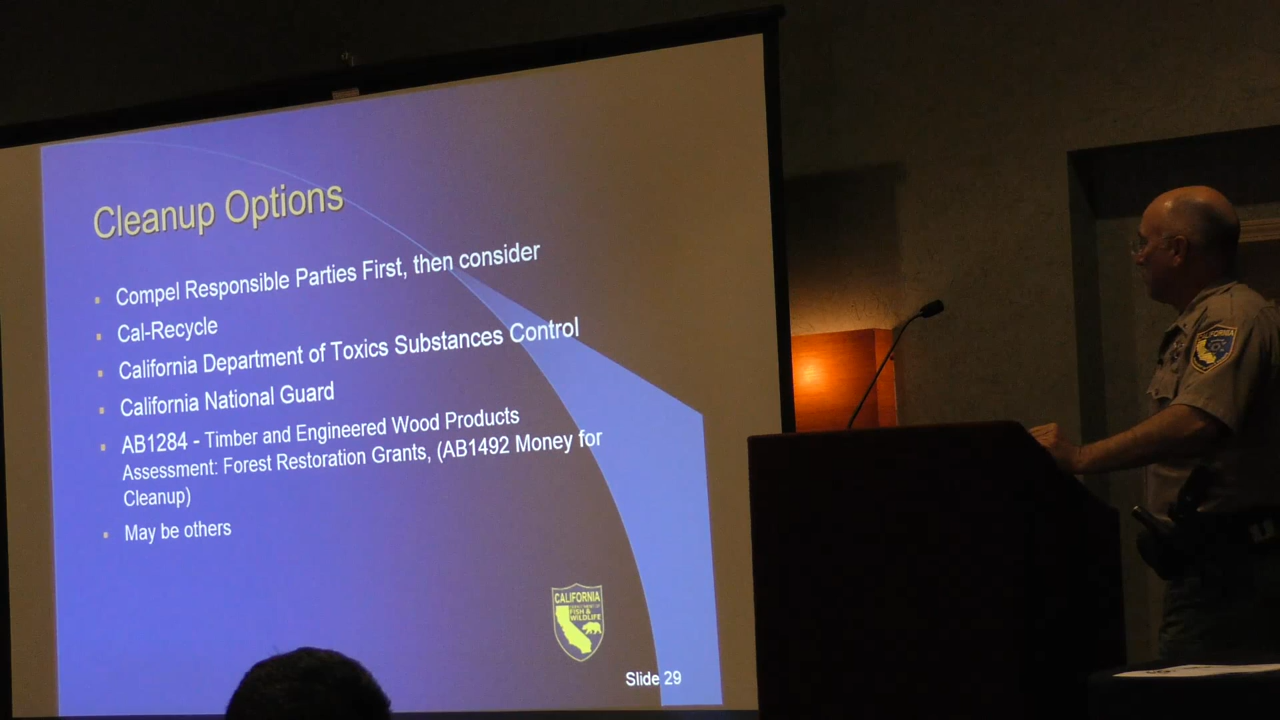 Cleanup Options
Compel Responsible Parties First, then consider
Cal-Recycle
California Department of Toxics Substances Control
California National Guard
AB1284 - Timber and Engineered Wood Products
Assessment: Forest Restoration Grants, (AB1492 Money for
Cleanup)
May be others
CALIFORNIA
FISH &
WILDLIFE
Slide 29
CALIFORNIA